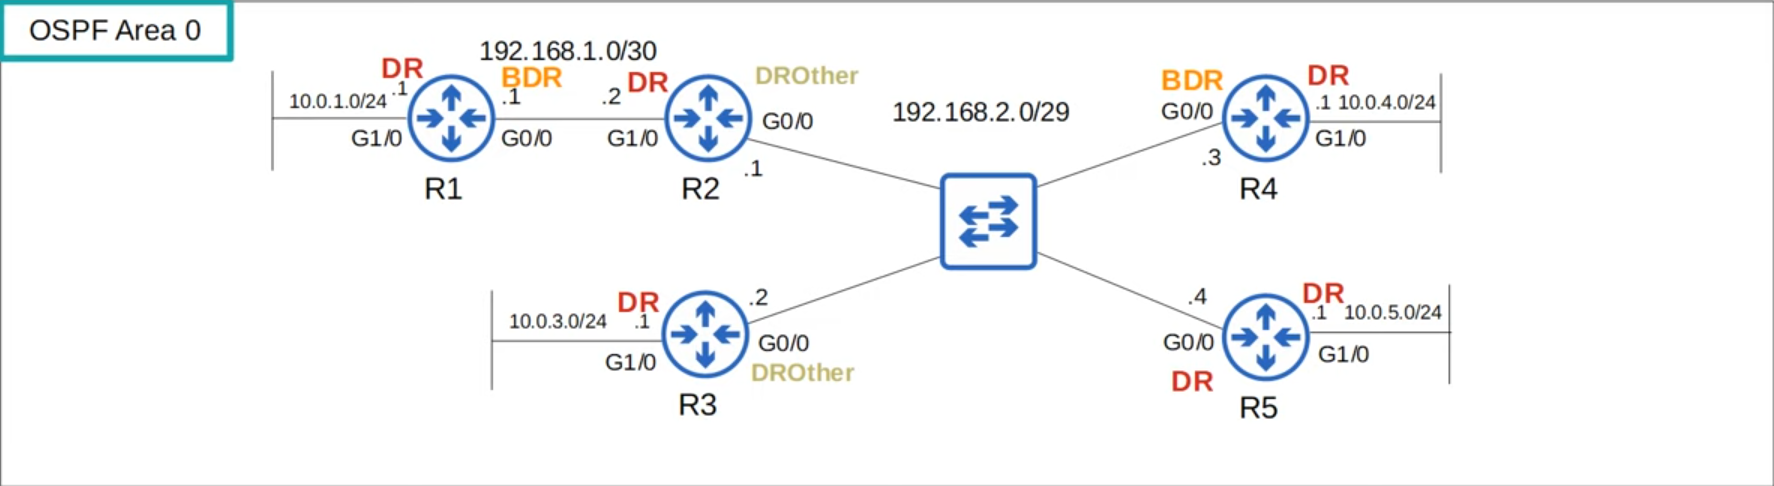 OSPF Area 0
192.168.1.0/30
DR
BDR
DR
DROther
BDR
DR
10.0.1.0/24
.1
.1
.2
G0/0
192.168.2.0/29
G0/0
.1
10.0.4.0/24
G1/0
G0/0
G1/0
G1/0
.1
.3
R1
R2
R4
DR
.2
.4
DR
10.0.3.0/24
.1
.1
10.0.5.0/24
G1/0
G0/0
G0/0
G1/0
DROther
DR
R3
R5